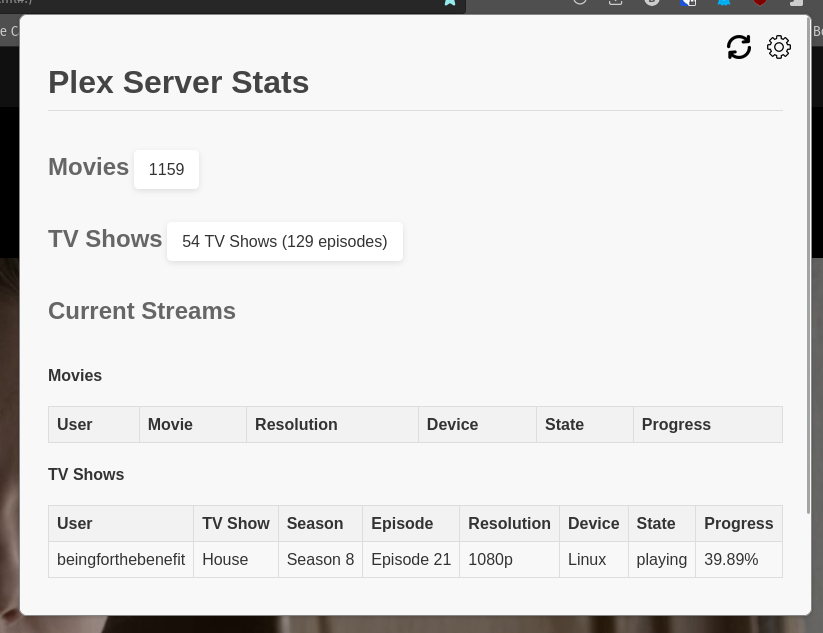 e C
Plex Server Stats
Movies 1159
TV Shows 54 TV Shows (129 episodes)
Current Streams
Movies
User Movie Resolution Device State Progress
TV Shows
User TV Show Season Episode Resolution Device State Progress
beingforthebenefit House Season 8 Episode 21 1080p Linux playing 39.89%